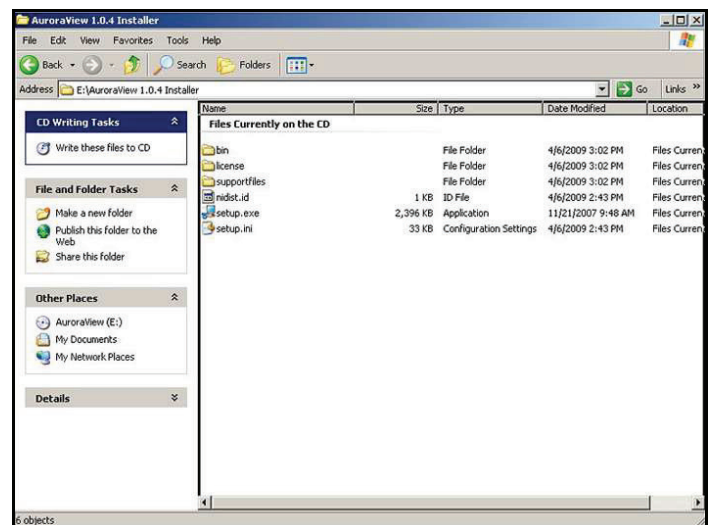 AuroraView 1.0.4 Installer
File Edit View Favorites Tools Help
Back Search Folders
Address E:\AuroraView 1.0.4 Installer Go Links »
CD Writing Tasks
Write these files to CD
File and Folder Tasks
Make a new folder
Publish this folder to the
Web
Share this folder
Other Places
AuroraView (E:)
My Documents
My Network Places
Details
Name Size Type Date Modified Location
Files Currently on the CD
bin File Folder 4/6/2009 3:02 PM Files Curren
license File Folder 4/6/2009 3:02 PM Files Curren
supportfiles File Folder 4/6/2009 3:02 PM Files Curren
nidist.id 1 KB ID File 4/6/2009 2:43 PM Files Curren
setup.exe 2,396 KB Application 11/21/2007 9:48 AM Files Curren
setup.ini 33 KB Configuration Settings 4/6/2009 2:43 PM Files Curren
6 objects